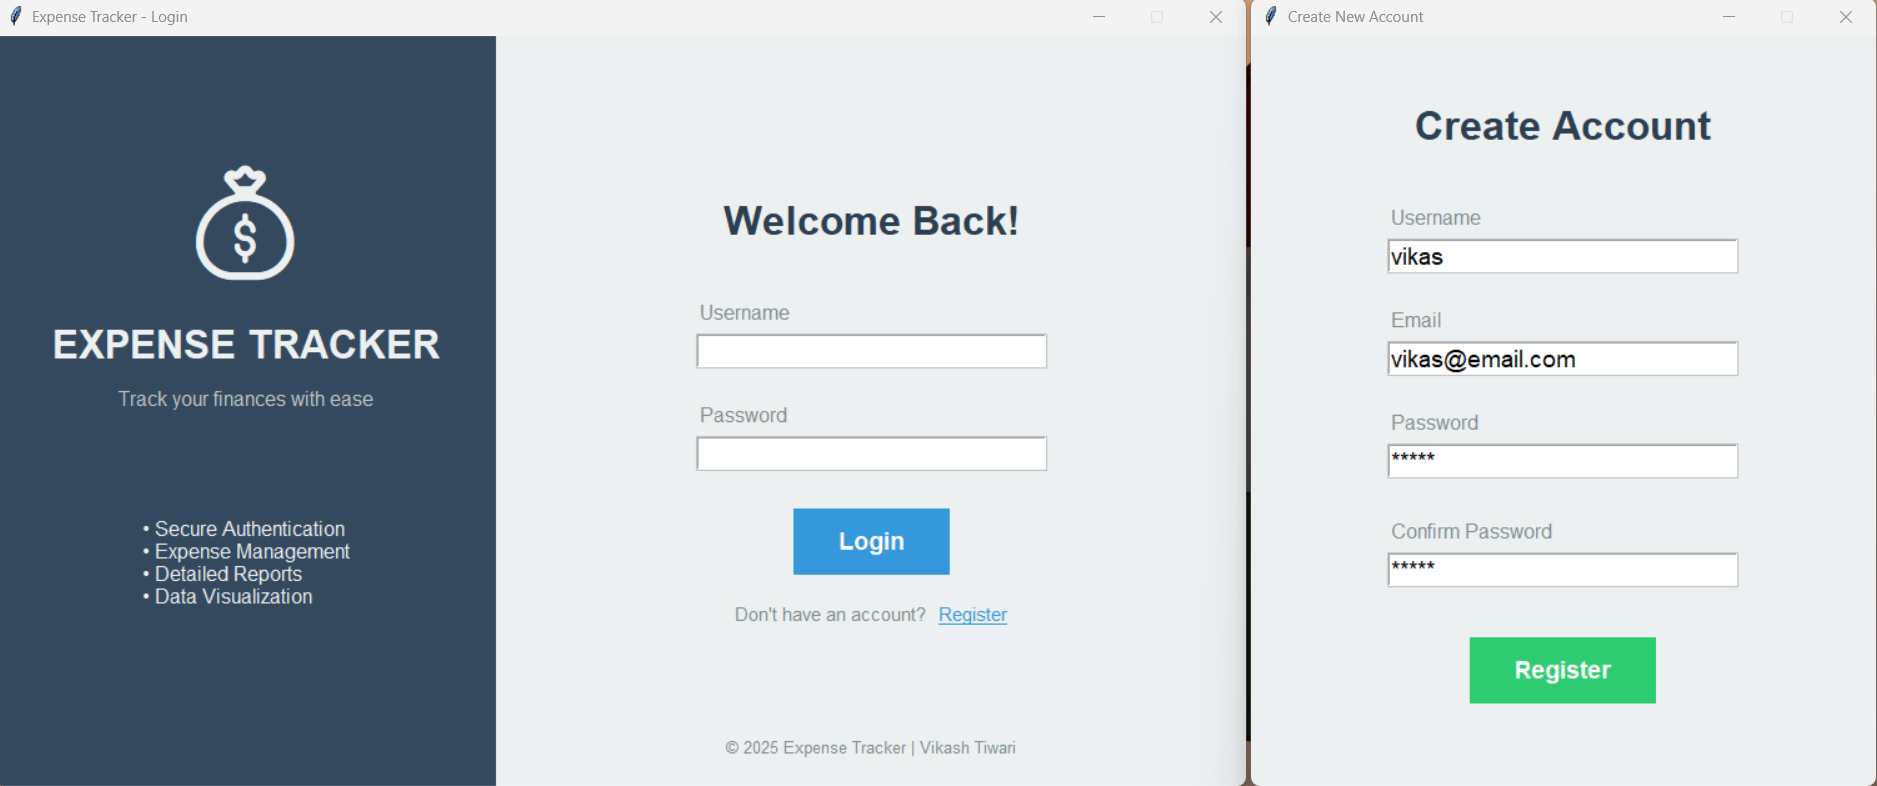 Expense Tracker - Login
$
EXPENSE TRACKER
Track your finances with ease
• Secure Authentication
• Expense Management
• Detailed Reports
• Data Visualization
Welcome Back!
Username
Password
Login
Don't have an account? Register
© 2025 Expense Tracker | Vikash Tiwari
Create New Account
Create Account
Username
vikas
Email
vikas@email.com
Password
*****
Confirm Password
*****
Register